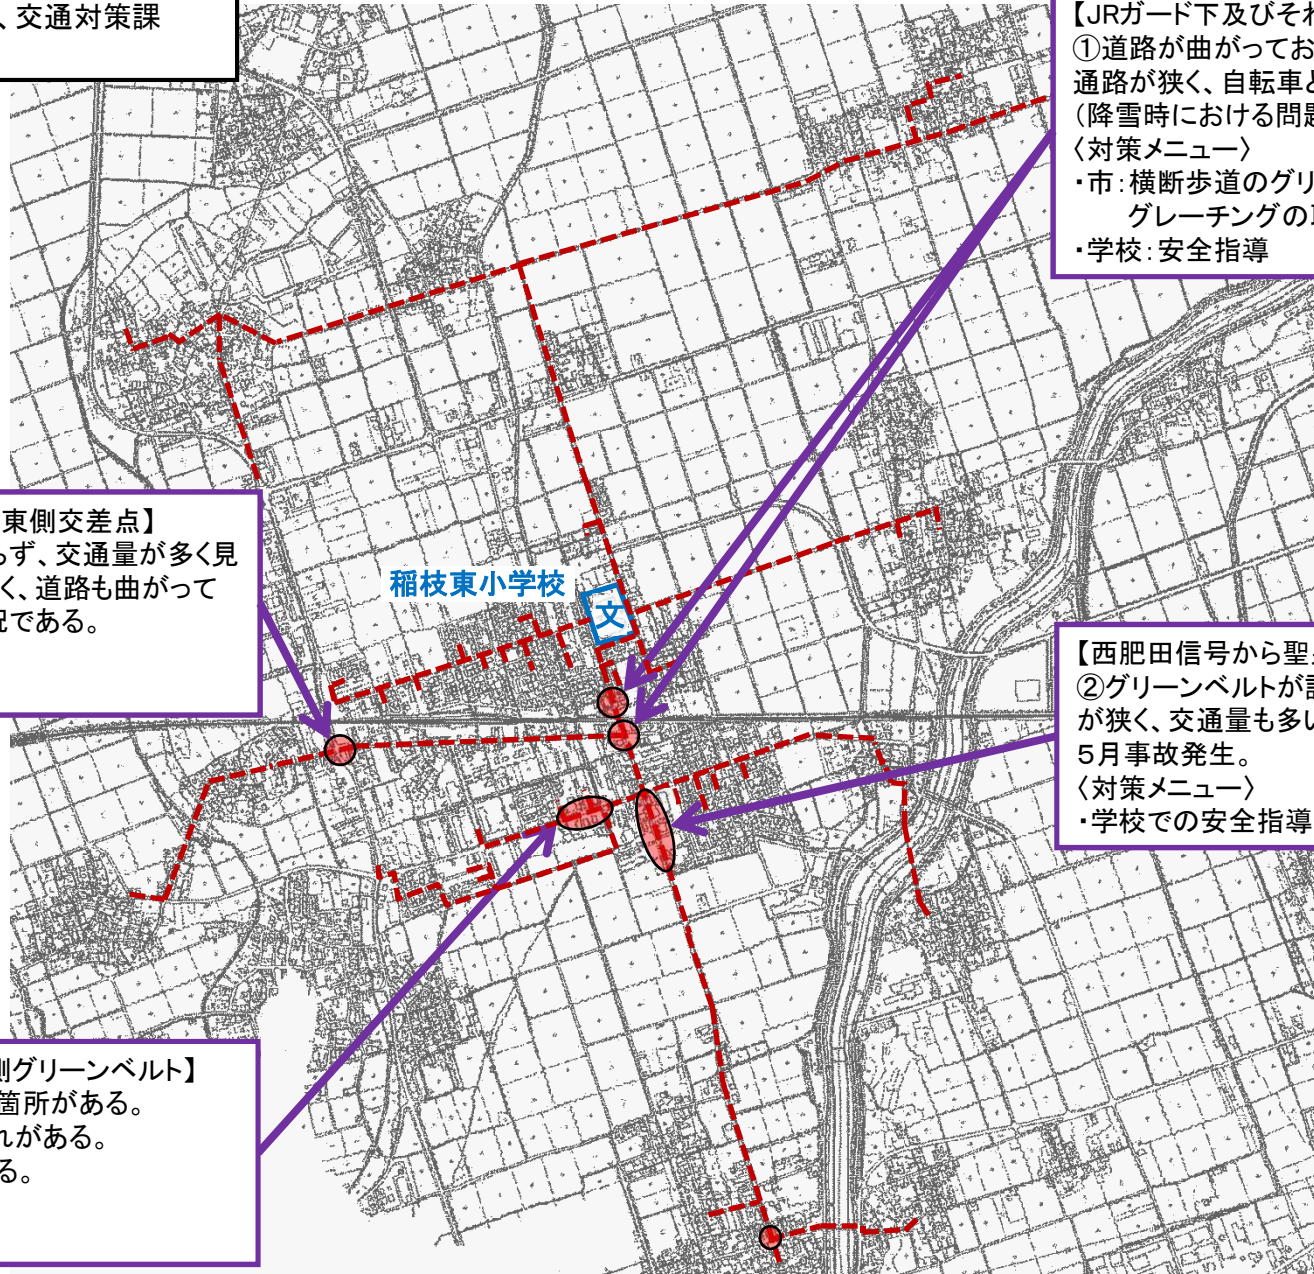 、交通対策課
【JRガード下及びそれ
①道路が曲がってお
通路が狭く、自転車と
（降雪時における問題
〈対策メニュー〉
・市：横断歩道のグリ
グレーチングの
・学校：安全指導
東側交差点】
らず、交通量が多く見
く、道路も曲がって
況である。
稲枝東小学校
文
【西肥田信号から聖
②グリーンベルトが
が狭く、交通量も多い
5月事故発生。
〈対策メニュー〉
・学校での安全指導
側グリーンベルト】
箇所がある。
れがある。
る。